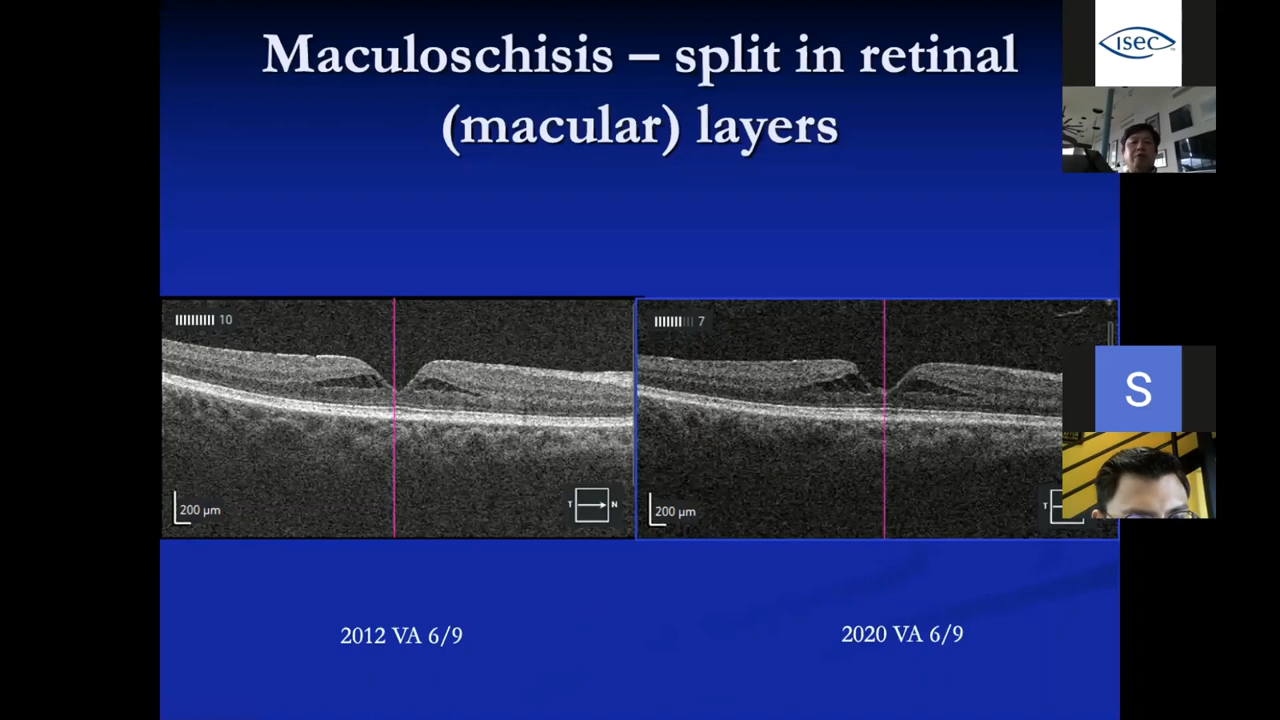 Maculoschisis – split in retinal
(macular) layers
ISEC
10
7
200 µm
T N
200 µm
T
S
2012 VA 6/9
2020 VA 6/9